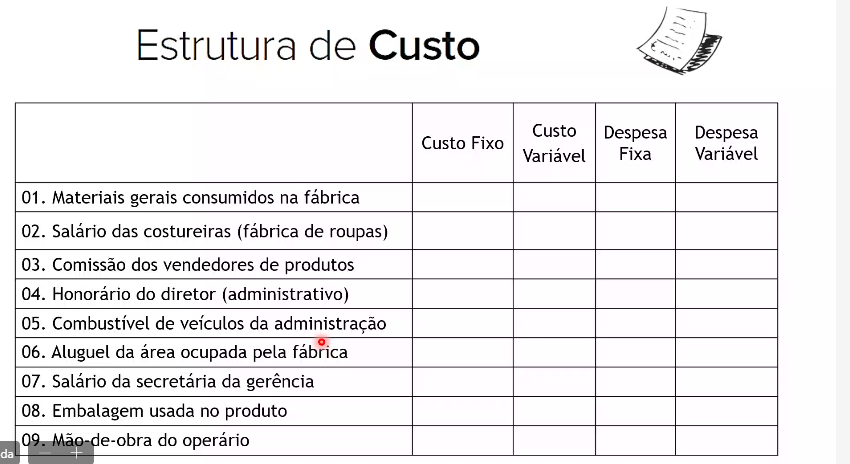 Estrutura de Custo
Custo Fixo
Custo
Variável
Despesa
Fixa
Despesa
Variável
01. Materiais gerais consumidos na fábrica
02. Salário das costureiras (fábrica de roupas)
03. Comissão dos vendedores de produtos
04. Honorário do diretor (administrativo)
05. Combustível de veículos da administração
06. Aluguel da área ocupada pela fábrica
07. Salário da secretária da gerência
08. Embalagem usada no produto
09. Mão-de-obra do operário
da